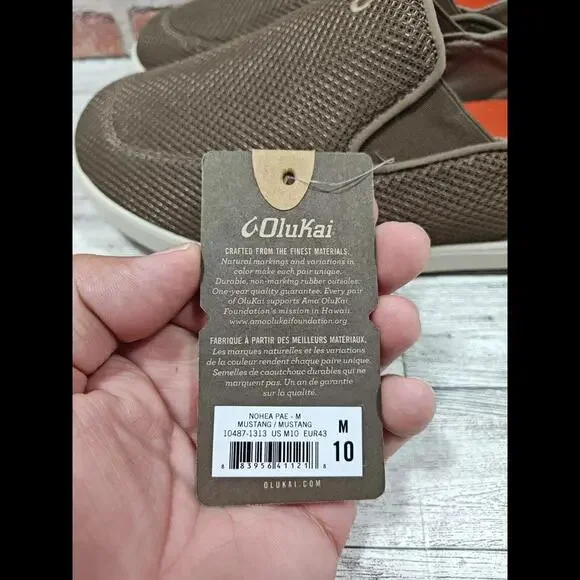 OluKai
CRAFTED FROM THE FINEST MATERIALS.
Natural markings and variations in
color make each pair unique.
Durable, non-marking rubber outsoles.
One-year quality guarantee. Every pair
of OluKai supports Ama OluKai
Foundation's mission in Hawaii.
www.amaolukaifoundation.org
FABRIQUÉ À PARTIR DES MEILLEURS MATÉRIAUX.
Les marques naturelles et les variations
de la couleur rendent chaque paire unique.
Semelles de caoutchouc durables qui ne
marquent pas. Un an de garantie
sur la qualité.
NOHEA PAE - M
MUSTANG / MUSTANG
10487-1313 US M10 EUR43
M
10
8 83956 41121 8
OLUKAI.COM